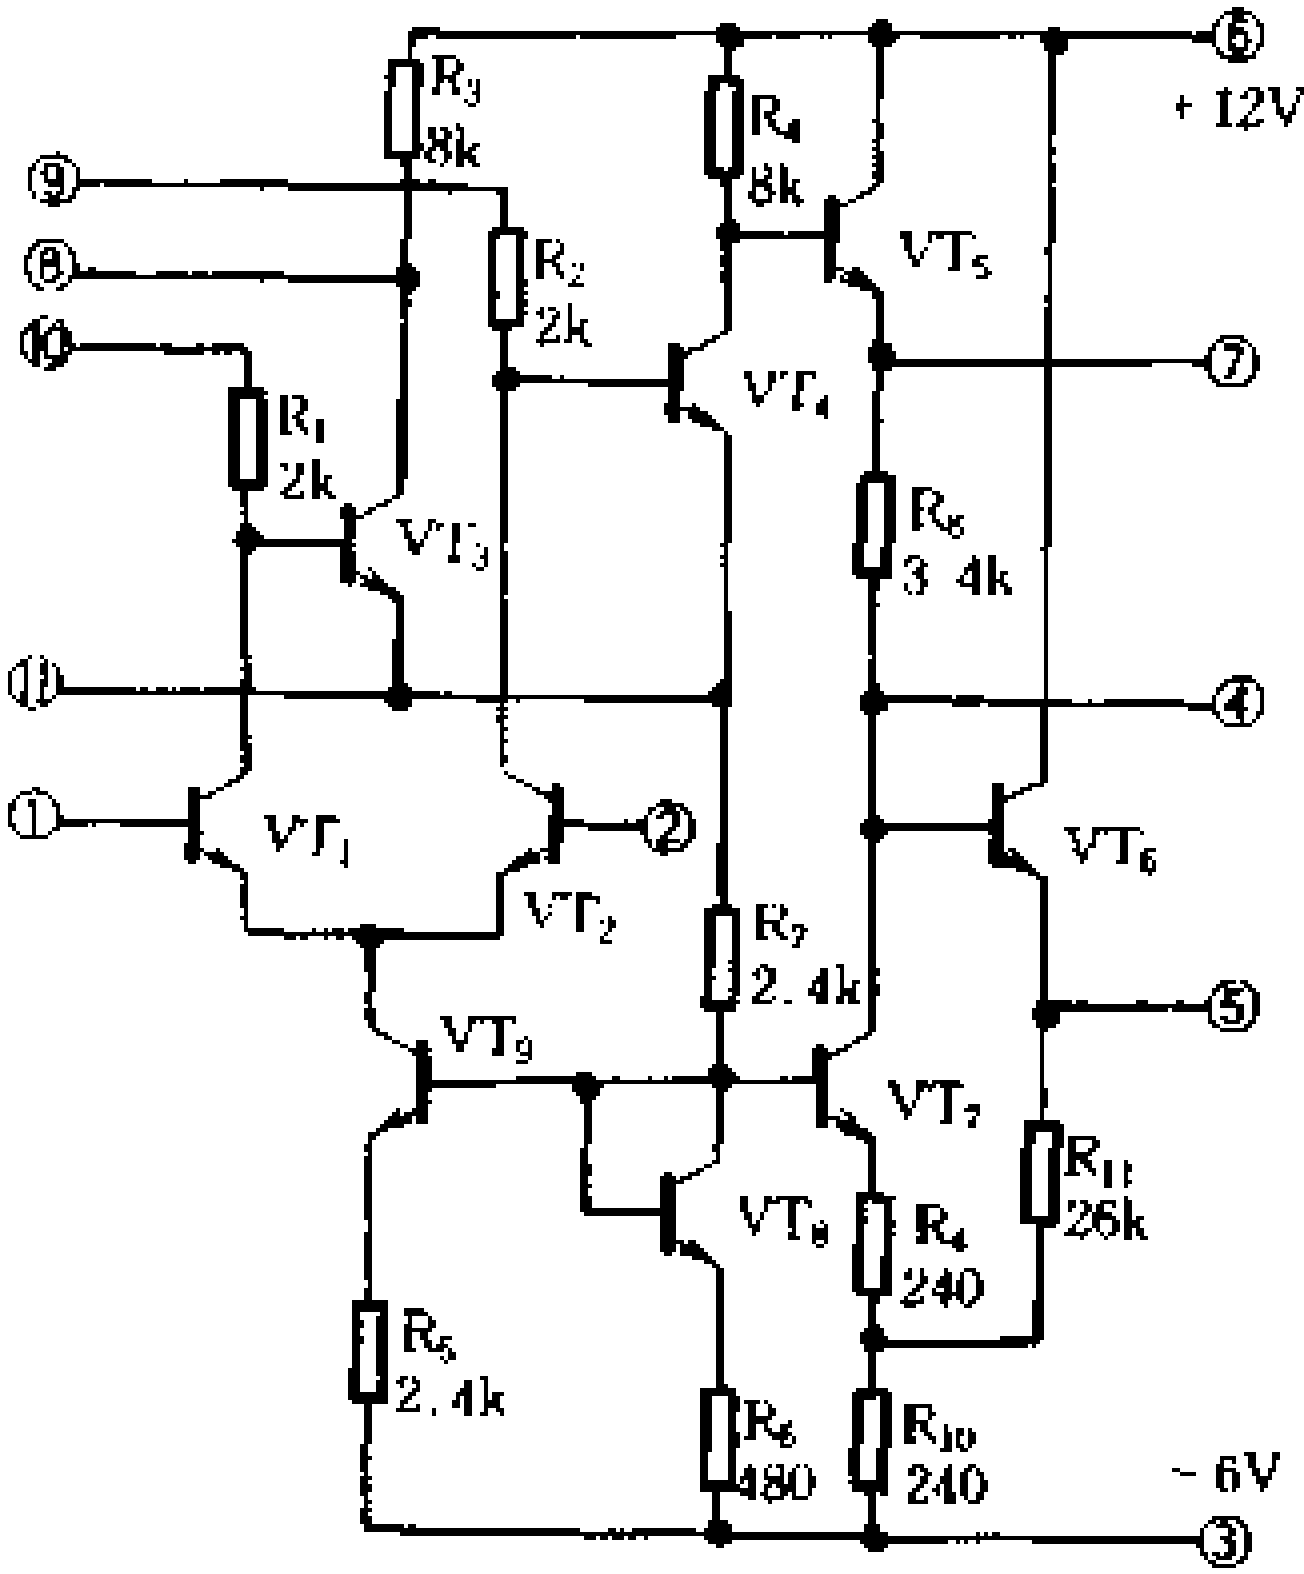 ⑥
R₃
+ 12V
R₄
8k
⑨
8k
VT₅
⑧
R₂
2k
⑩
⑦
VT₄
R₁
2k
R₈
VT₃
3 4k
⑪
④
①
②
VT₁
VT₆
VT₂
R₇
2.4k
⑤
VT₉
VT₇
R₁₁
26k
VT₈
R₄
240
R₅
2.4k
R₆
480
R₁₀
240
- 6V
③